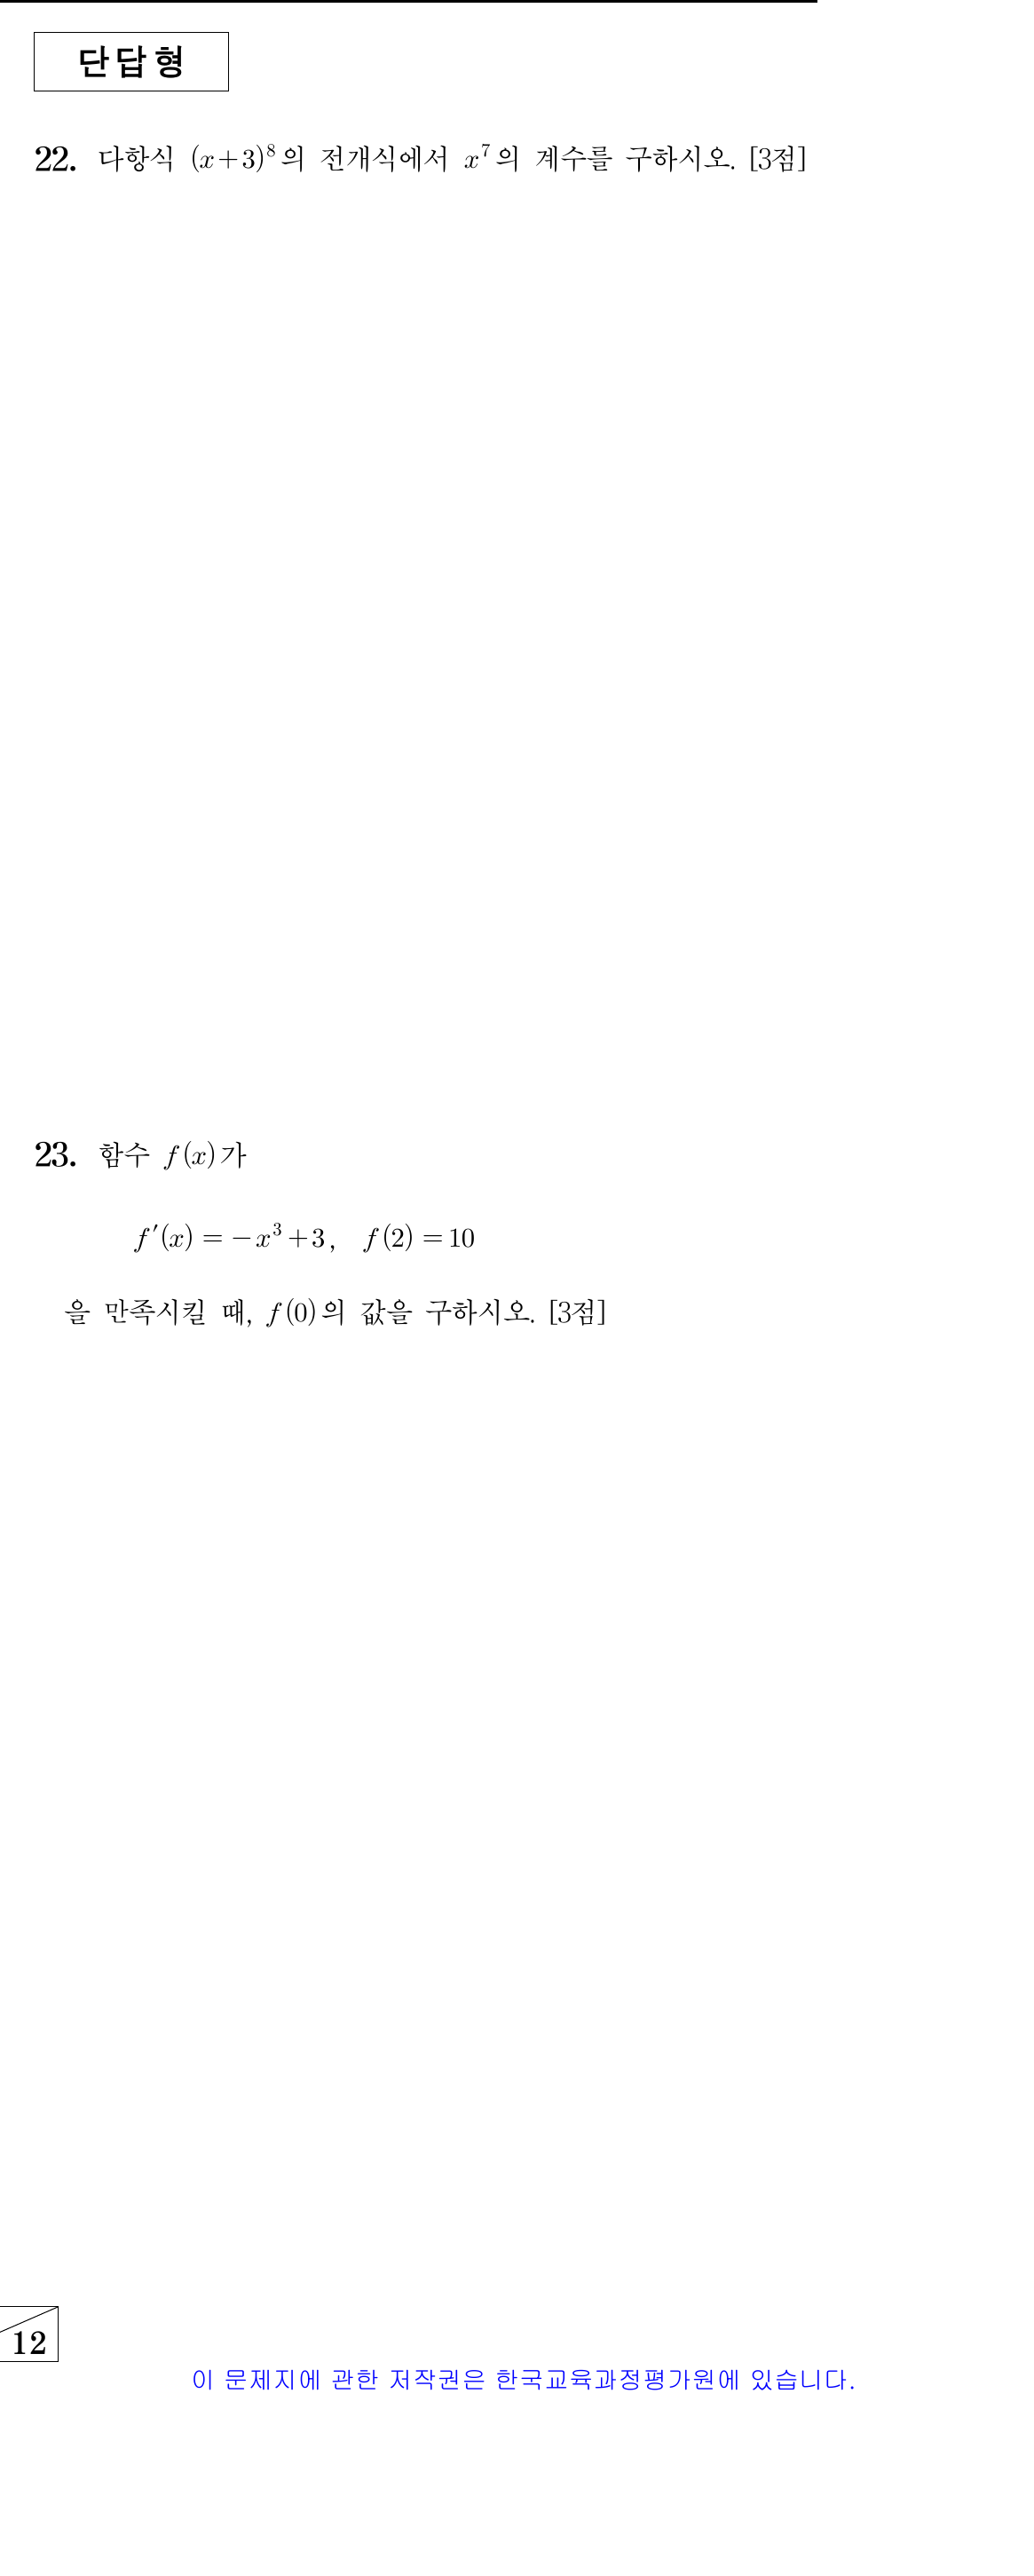 단답형
22. 다항식 (x+3)⁸의 전개식에서 x⁷의 계수를 구하시오. [3점]
23. 함수 f(x)가
f′(x) = −x³+3, f(2) = 10
을 만족시킬 때, f(0)의 값을 구하시오. [3점]
12
이 문제지에 관한 저작권은 한국교육과정평가원에 있습니다.